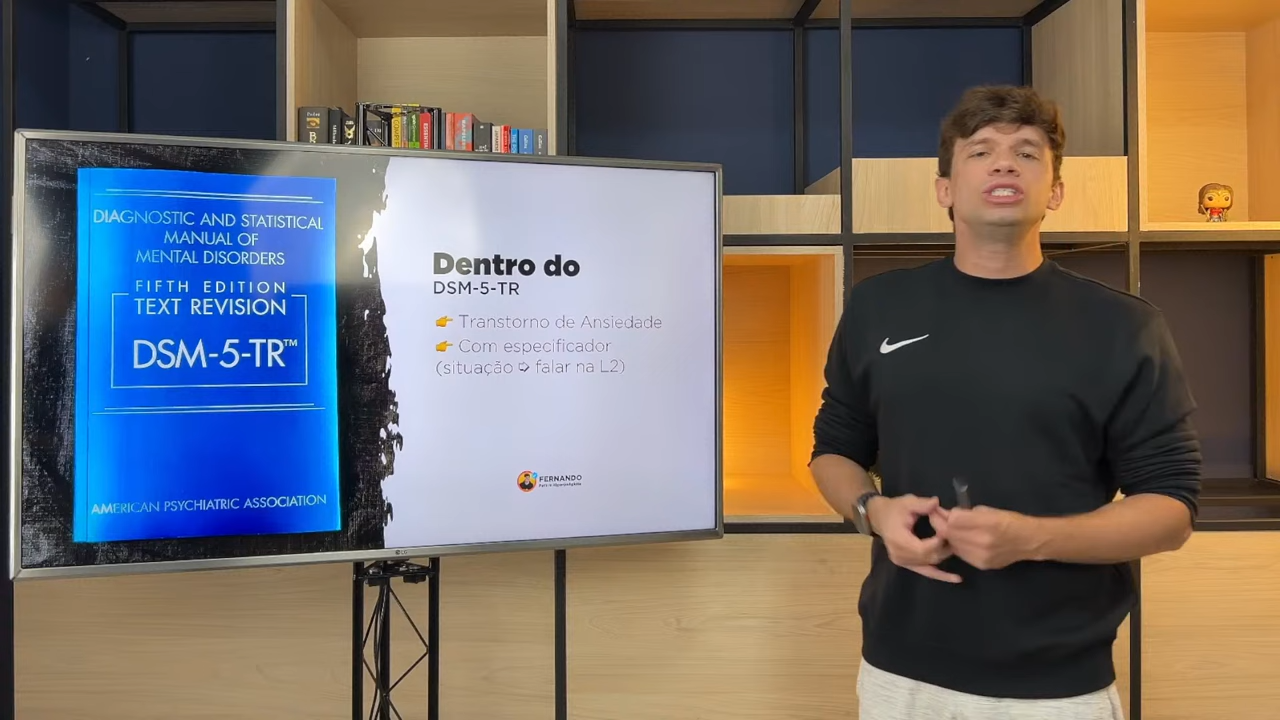 DIAGNOSTIC AND STATISTICAL
MANUAL OF
MENTAL DISORDERS
FIFTH EDITION
TEXT REVISION
DSM-5-TR™
AMERICAN PSYCHIATRIC ASSOCIATION
Dentro do
DSM-5-TR
👉 Transtorno de Ansiedade
👉 Com especificador
(situação ➪ falar na L2)
FERNANDO
LG